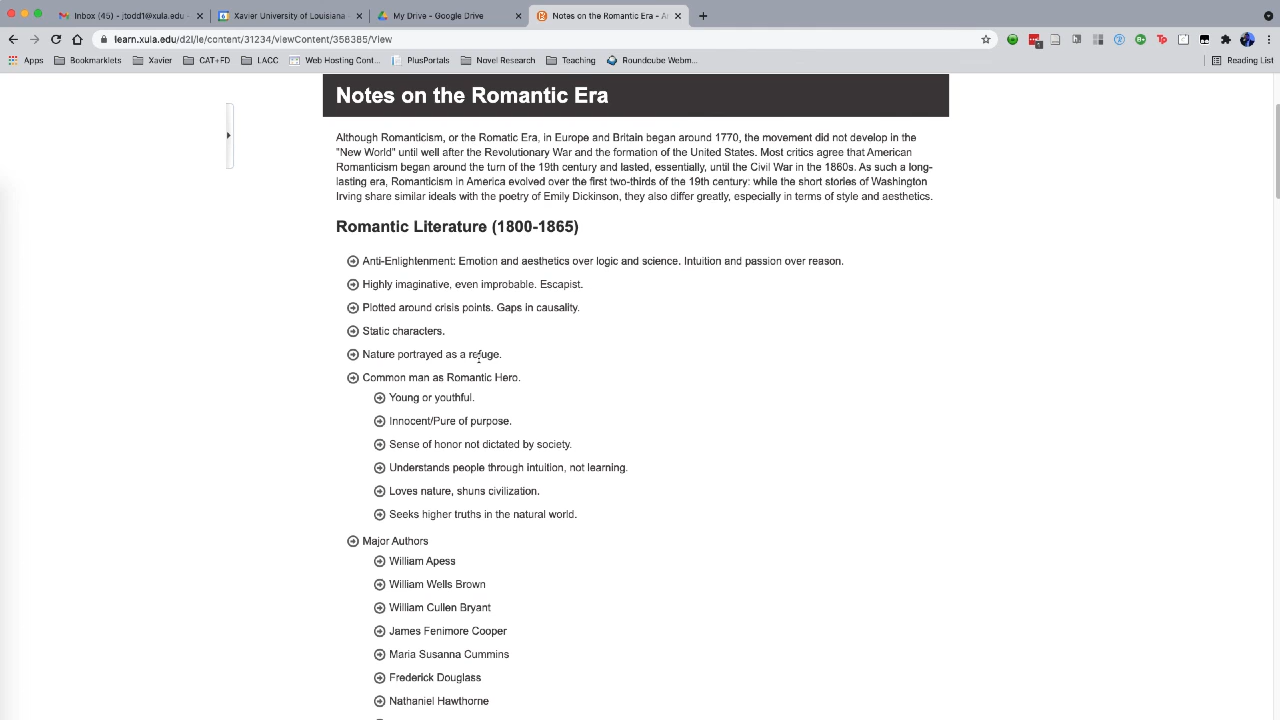 Inbox (45) - jtodd1@xula.edu -
Xavier University of Louisiana
My Drive - Google Drive
Notes on the Romantic Era - A
learn.xula.edu/d2l/le/content/31234/viewContent/358385/View
Apps
Bookmarklets
Xavier
CAT+FD
LACC
Web Hosting Cont...
PlusPortals
Novel Research
Teaching
Roundcube Webm...
Reading List
Notes on the Romantic Era
Although Romanticism, or the Romatic Era, in Europe and Britain began around 1770, the movement did not develop in the
"New World" until well after the Revolutionary War and the formation of the United States. Most critics agree that American
Romanticism began around the turn of the 19th century and lasted, essentially, until the Civil War in the 1860s. As such a long-
lasting era, Romanticism in America evolved over the first two-thirds of the 19th century: while the short stories of Washington
Irving share similar ideals with the poetry of Emily Dickinson, they also differ greatly, especially in terms of style and aesthetics.
Romantic Literature (1800-1865)
Anti-Enlightenment: Emotion and aesthetics over logic and science. Intuition and passion over reason.
Highly imaginative, even improbable. Escapist.
Plotted around crisis points. Gaps in causality.
Static characters.
Nature portrayed as a refuge.
Common man as Romantic Hero.
Young or youthful.
Innocent/Pure of purpose.
Sense of honor not dictated by society.
Understands people through intuition, not learning.
Loves nature, shuns civilization.
Seeks higher truths in the natural world.
Major Authors
William Apess
William Wells Brown
William Cullen Bryant
James Fenimore Cooper
Maria Susanna Cummins
Frederick Douglass
Nathaniel Hawthorne